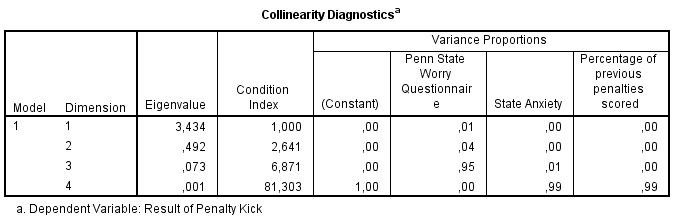 Collinearity Diagnosticsa
Variance Proportions
Model Dimension Eigenvalue Condition Index (Constant) Penn State Worry Questionnair e State Anxiety Percentage of previous penalties scored
1 1 3,434 1,000 ,00 ,01 ,00 ,00
2 ,492 2,641 ,00 ,04 ,00 ,00
3 ,073 6,871 ,00 ,95 ,01 ,00
4 ,001 81,303 1,00 ,00 ,99 ,99
a. Dependent Variable: Result of Penalty Kick